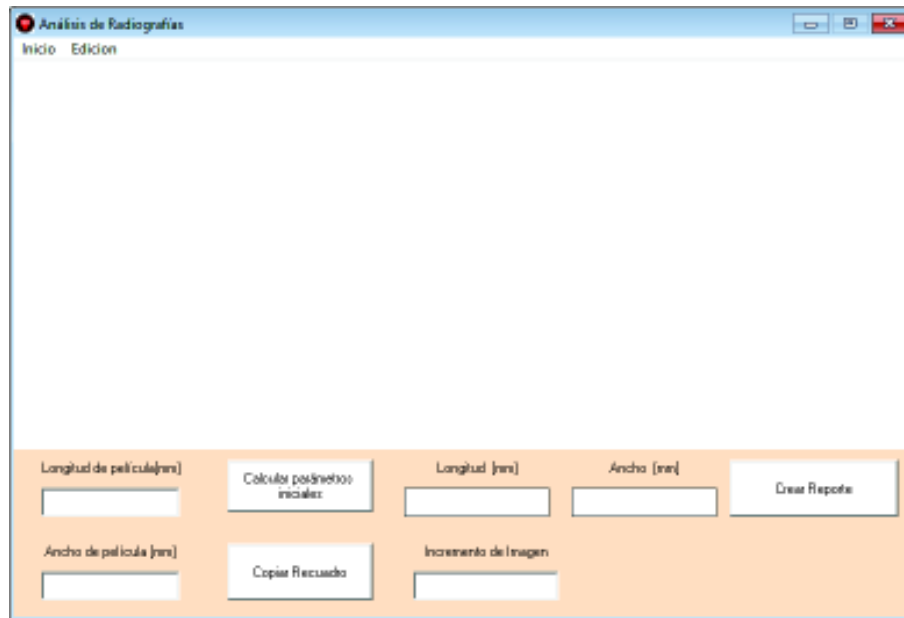 Análisis de Radiografías
Inicio Edicion
Longitud de película(mm)
Calcular parámetros
iniciales
Longitud (mm)
Ancho (mm)
Crear Reporte
Ancho de película (mm)
Copiar Recuadro
Incremento de Imagen